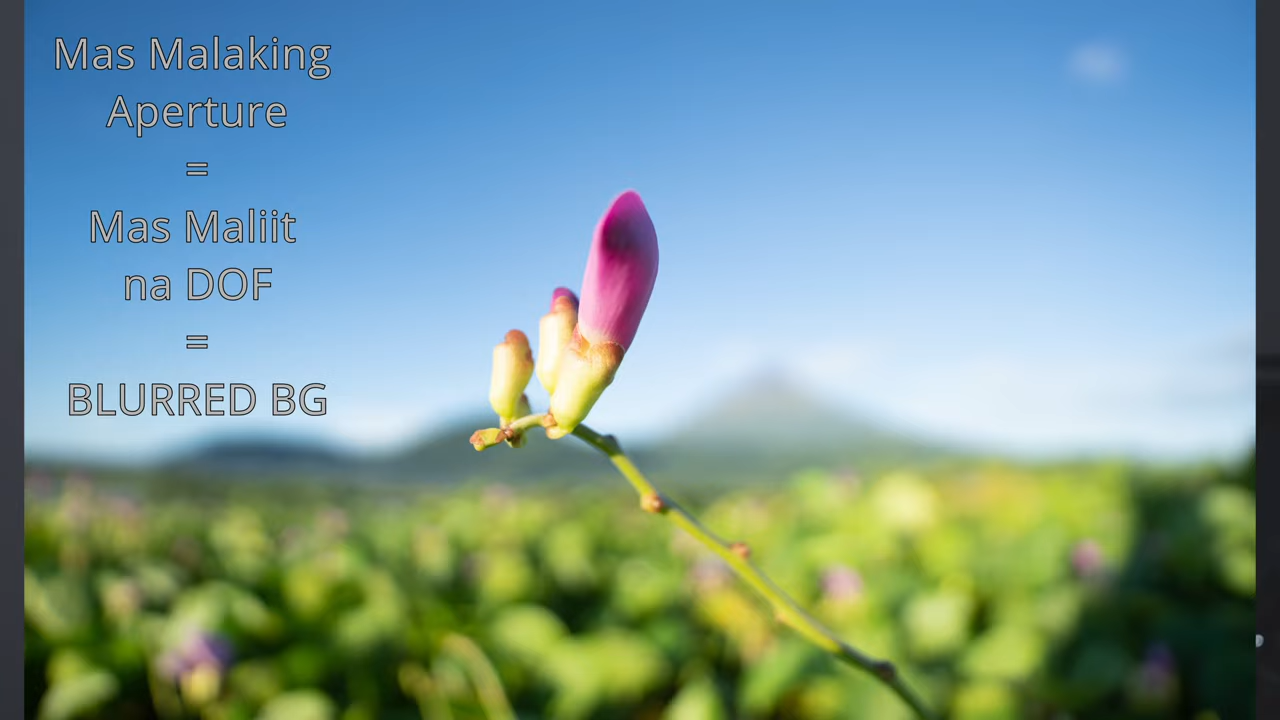 Mas Malaking
Aperture
=
Mas Maliit
na DOF
=
BLURRED BG